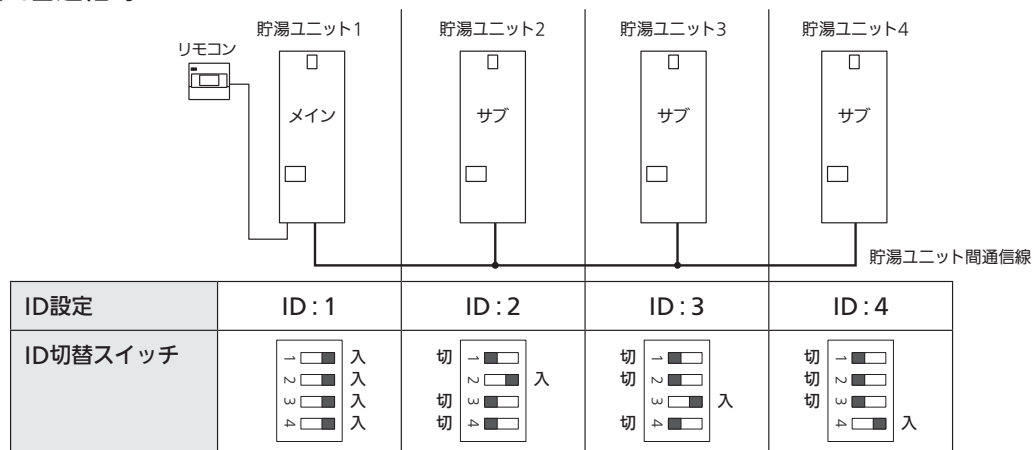 貯湯ユニット1 貯湯ユニット2 貯湯ユニット3 貯湯ユニット4
リモコン
メイン サブ サブ サブ
貯湯ユニット間通信線
ID設定 ID:1 ID:2 ID:3 ID:4
ID切替スイッチ 1 入 切 1 切 1 切 1
2 入 2 入 切 2 切 2
3 入 切 3 3 入 切 3
4 入 切 4 切 4 4 入